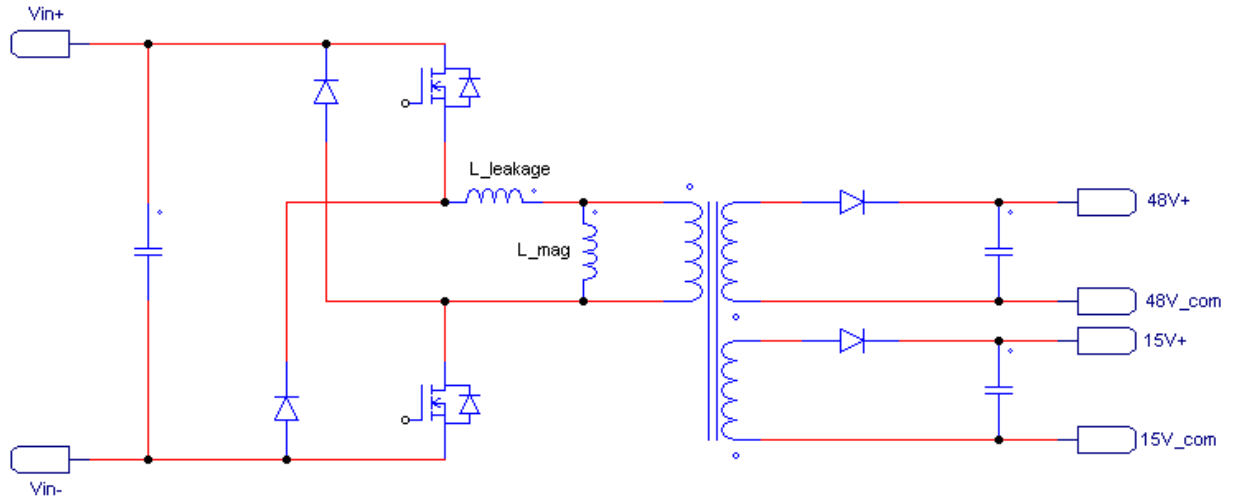 Vin+
L_leakage
L_mag
48V+
48V_com
15V+
15V_com
Vin-